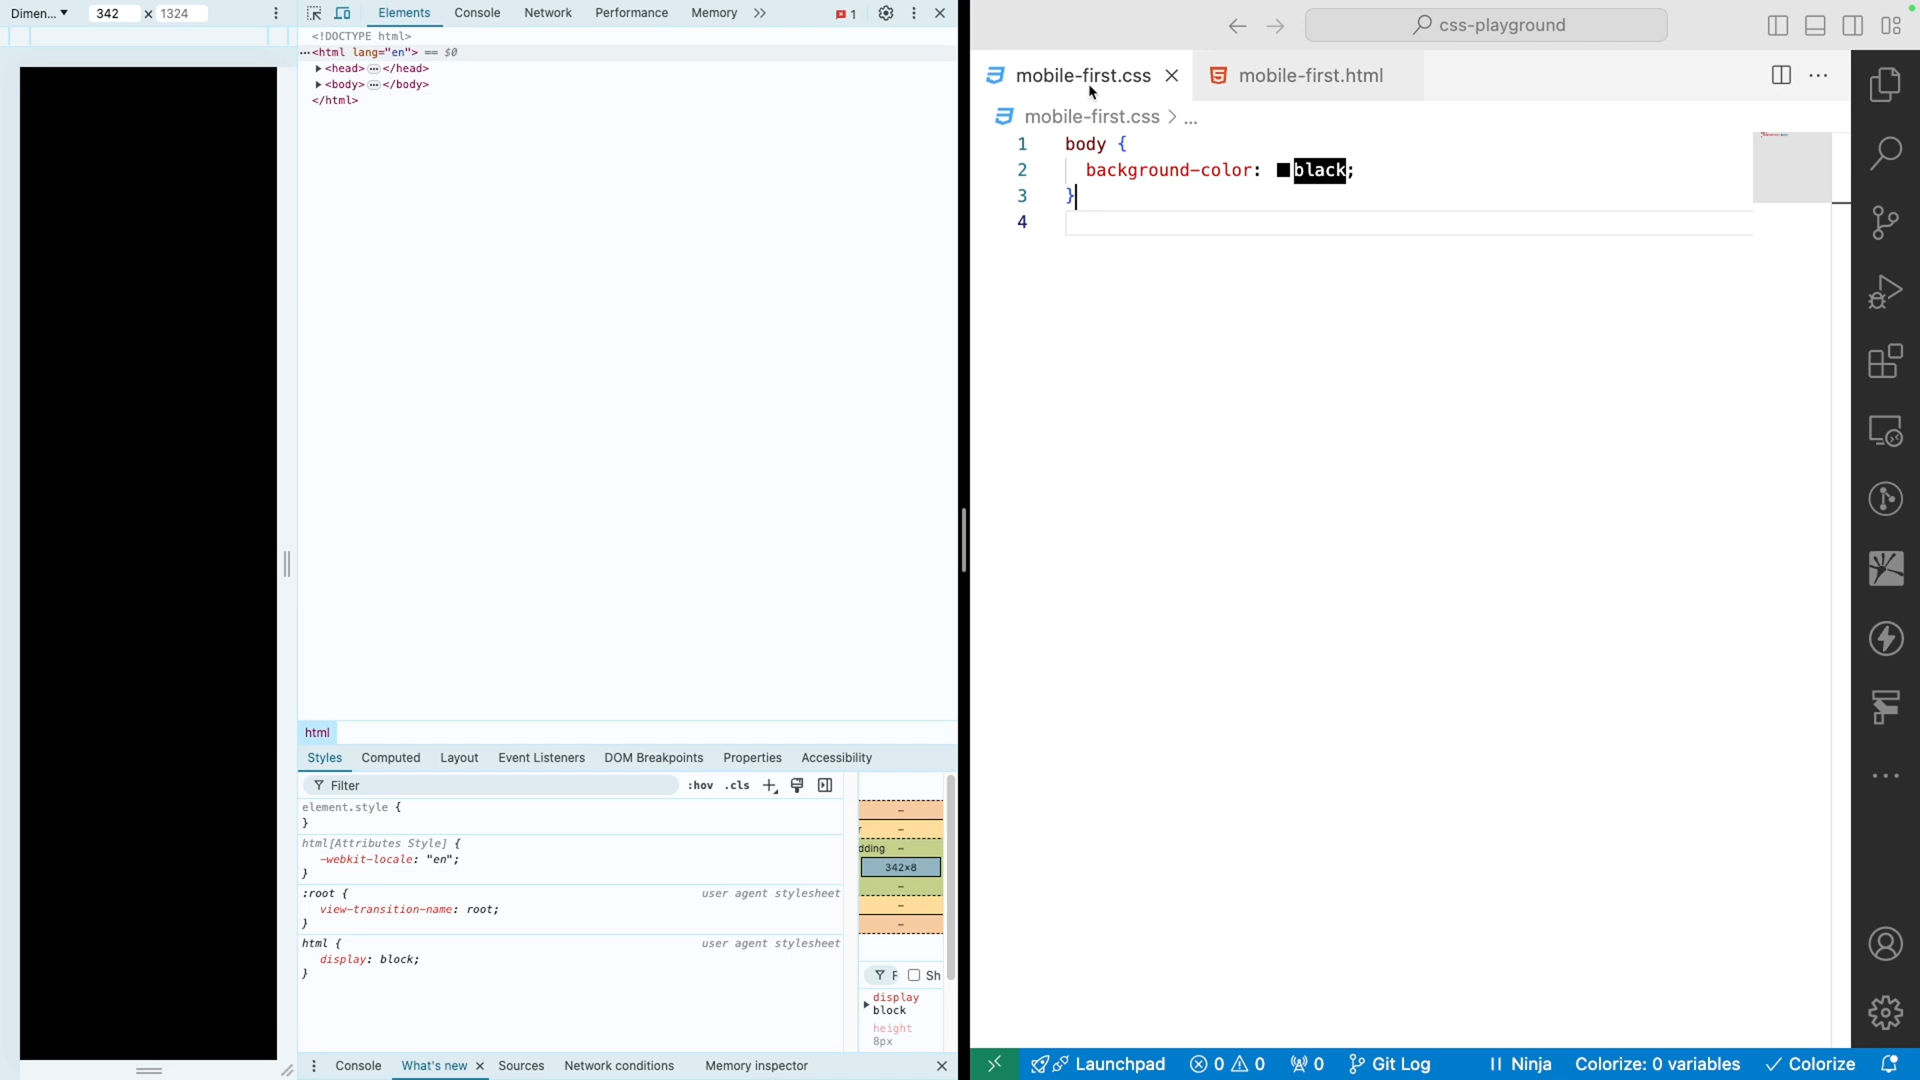 Dimen... 342 × 1324
Elements Console Network Performance Memory 1
<!DOCTYPE html>
<html lang="en"> == $0
<head> </head>
<body> </body>
</html>
html
Styles Computed Layout Event Listeners DOM Breakpoints Properties Accessibility
Filter :hov .cls
element.style {
}
html[Attributes Style] {
-webkit-locale: "en";
}
:root { user agent stylesheet
view-transition-name: root;
}
html { user agent stylesheet
display: block;
}
dding
342×8
Sh
display
block
height
8px
Console What's new Sources Network conditions Memory inspector
css-playground
mobile-first.css mobile-first.html
mobile-first.css > ...
1 body {
2 background-color: black;
3 }
4
Launchpad 0 0 0 Git Log Ninja Colorize: 0 variables Colorize